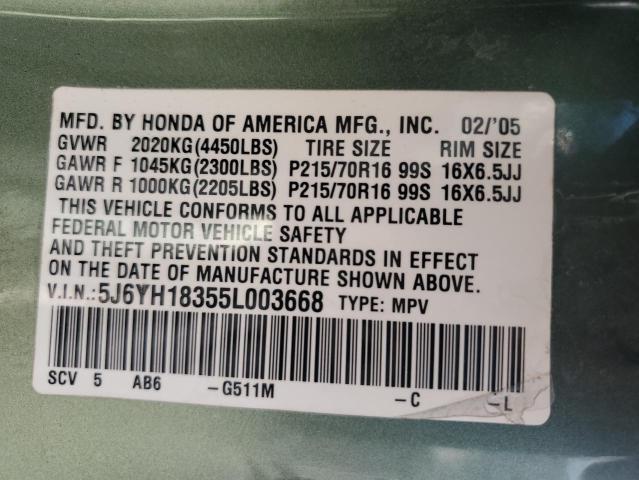 MFD. BY HONDA OF AMERICA MFG., INC. 02/'05
GVWR 2020KG(4450LBS) TIRE SIZE RIM SIZE
GAWR F 1045KG(2300LBS) P215/70R16 99S 16X6.5JJ
GAWR R 1000KG(2205LBS) P215/70R16 99S 16X6.5JJ
THIS VEHICLE CONFORMS TO ALL APPLICABLE
FEDERAL MOTOR VEHICLE SAFETY
AND THEFT PREVENTION STANDARDS IN EFFECT
ON THE DATE OF MANUFACTURE SHOWN ABOVE.
V.I.N.:5J6YH18355L003668 TYPE: MPV
SCV 5 AB6 -G511M -C -L